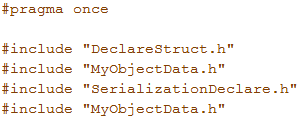 #pragma once
#include "DeclareStruct.h"
#include "MyObjectData.h"
#include "SerializationDeclare.h"
#include "MyObjectData.h"